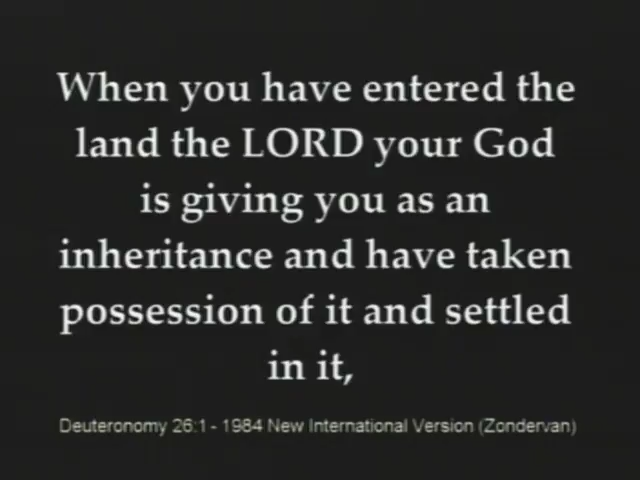 When you have entered the
land the LORD your God
is giving you as an
inheritance and have taken
possession of it and settled
in it,
Deuteronomy 26:1 - 1984 New International Version (Zondervan)